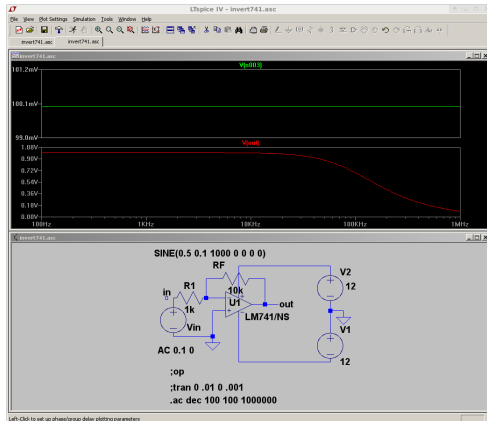 LTspice IV - invert741.asc
File View Plot Settings Simulation Tools Window Help
invert741.asc invert741.asc
invert741.asc
V(n003)
101.2mV
100.1mV
99.0mV
V(out)
1.08V
0.90V
0.72V
0.54V
0.36V
0.18V
0.00V
100Hz 1KHz 10KHz 100KHz 1MHz
invert741.asc
SINE(0.5 0.1 1000 0 0 0 0)
RF
V2
in R1 10k 12
1k U1 out
LM741/NS
Vin V1
AC 0.1 0 12
;op
;tran 0 .01 0 .001
.ac dec 100 100 1000000
Left-Click to set up phase/group delay plotting parameters